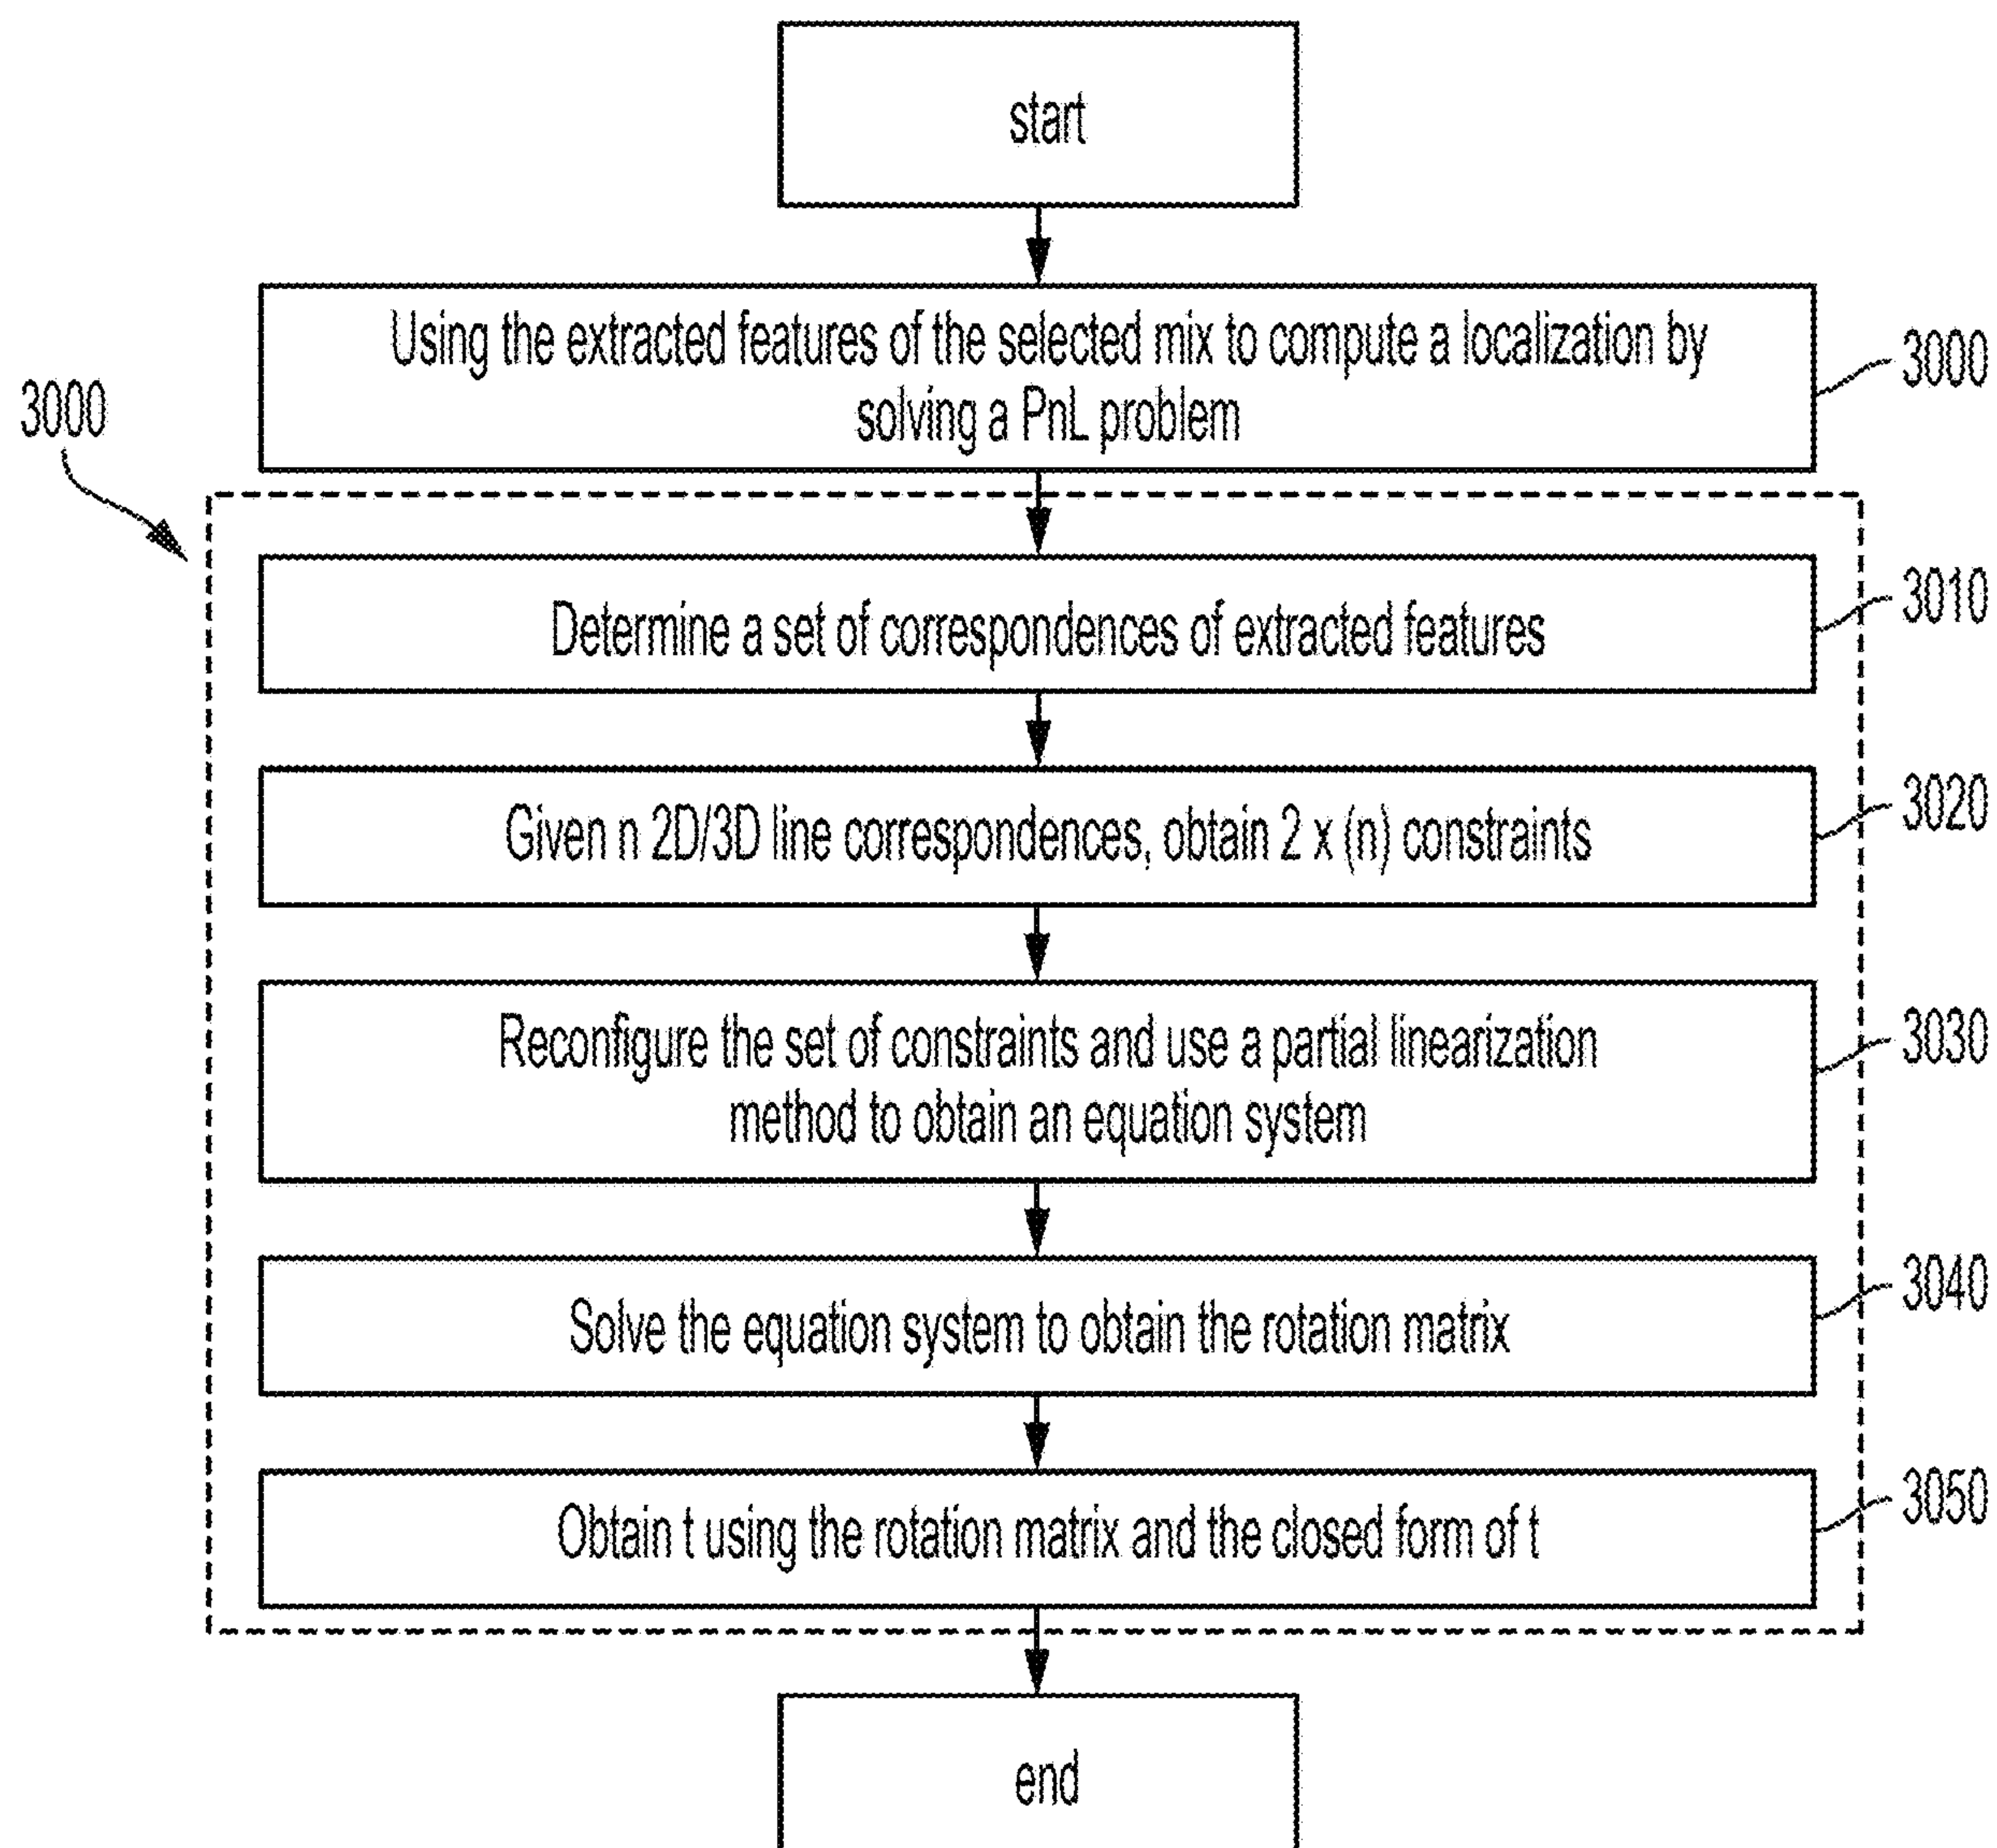 start
Using the extracted features of the selected mix to compute a localization by
solving a PnL problem
3000
3000
Determine a set of correspondences of extracted features
3010
Given n 2D/3D line correspondences, obtain 2 x (n) constraints
3020
Reconfigure the set of constraints and use a partial linearization
method to obtain an equation system
3030
Solve the equation system to obtain the rotation matrix
3040
Obtain t using the rotation matrix and the closed form of t
3050
end